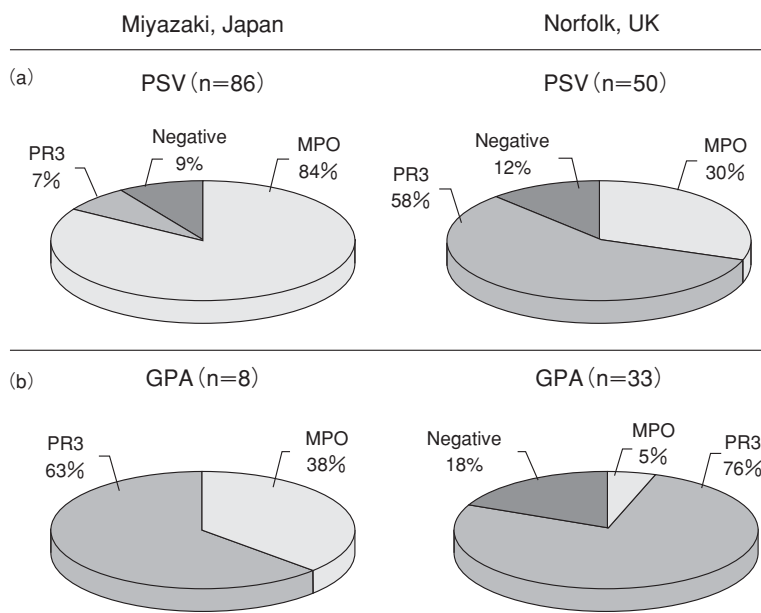 Miyazaki, Japan
Norfolk, UK
(a)
PSV (n=86)
PSV (n=50)
Negative
9%
MPO
84%
PR3
7%
Negative
12%
MPO
30%
PR3
58%
(b)
GPA (n=8)
GPA (n=33)
PR3
63%
MPO
38%
Negative
18%
MPO
5%
PR3
76%